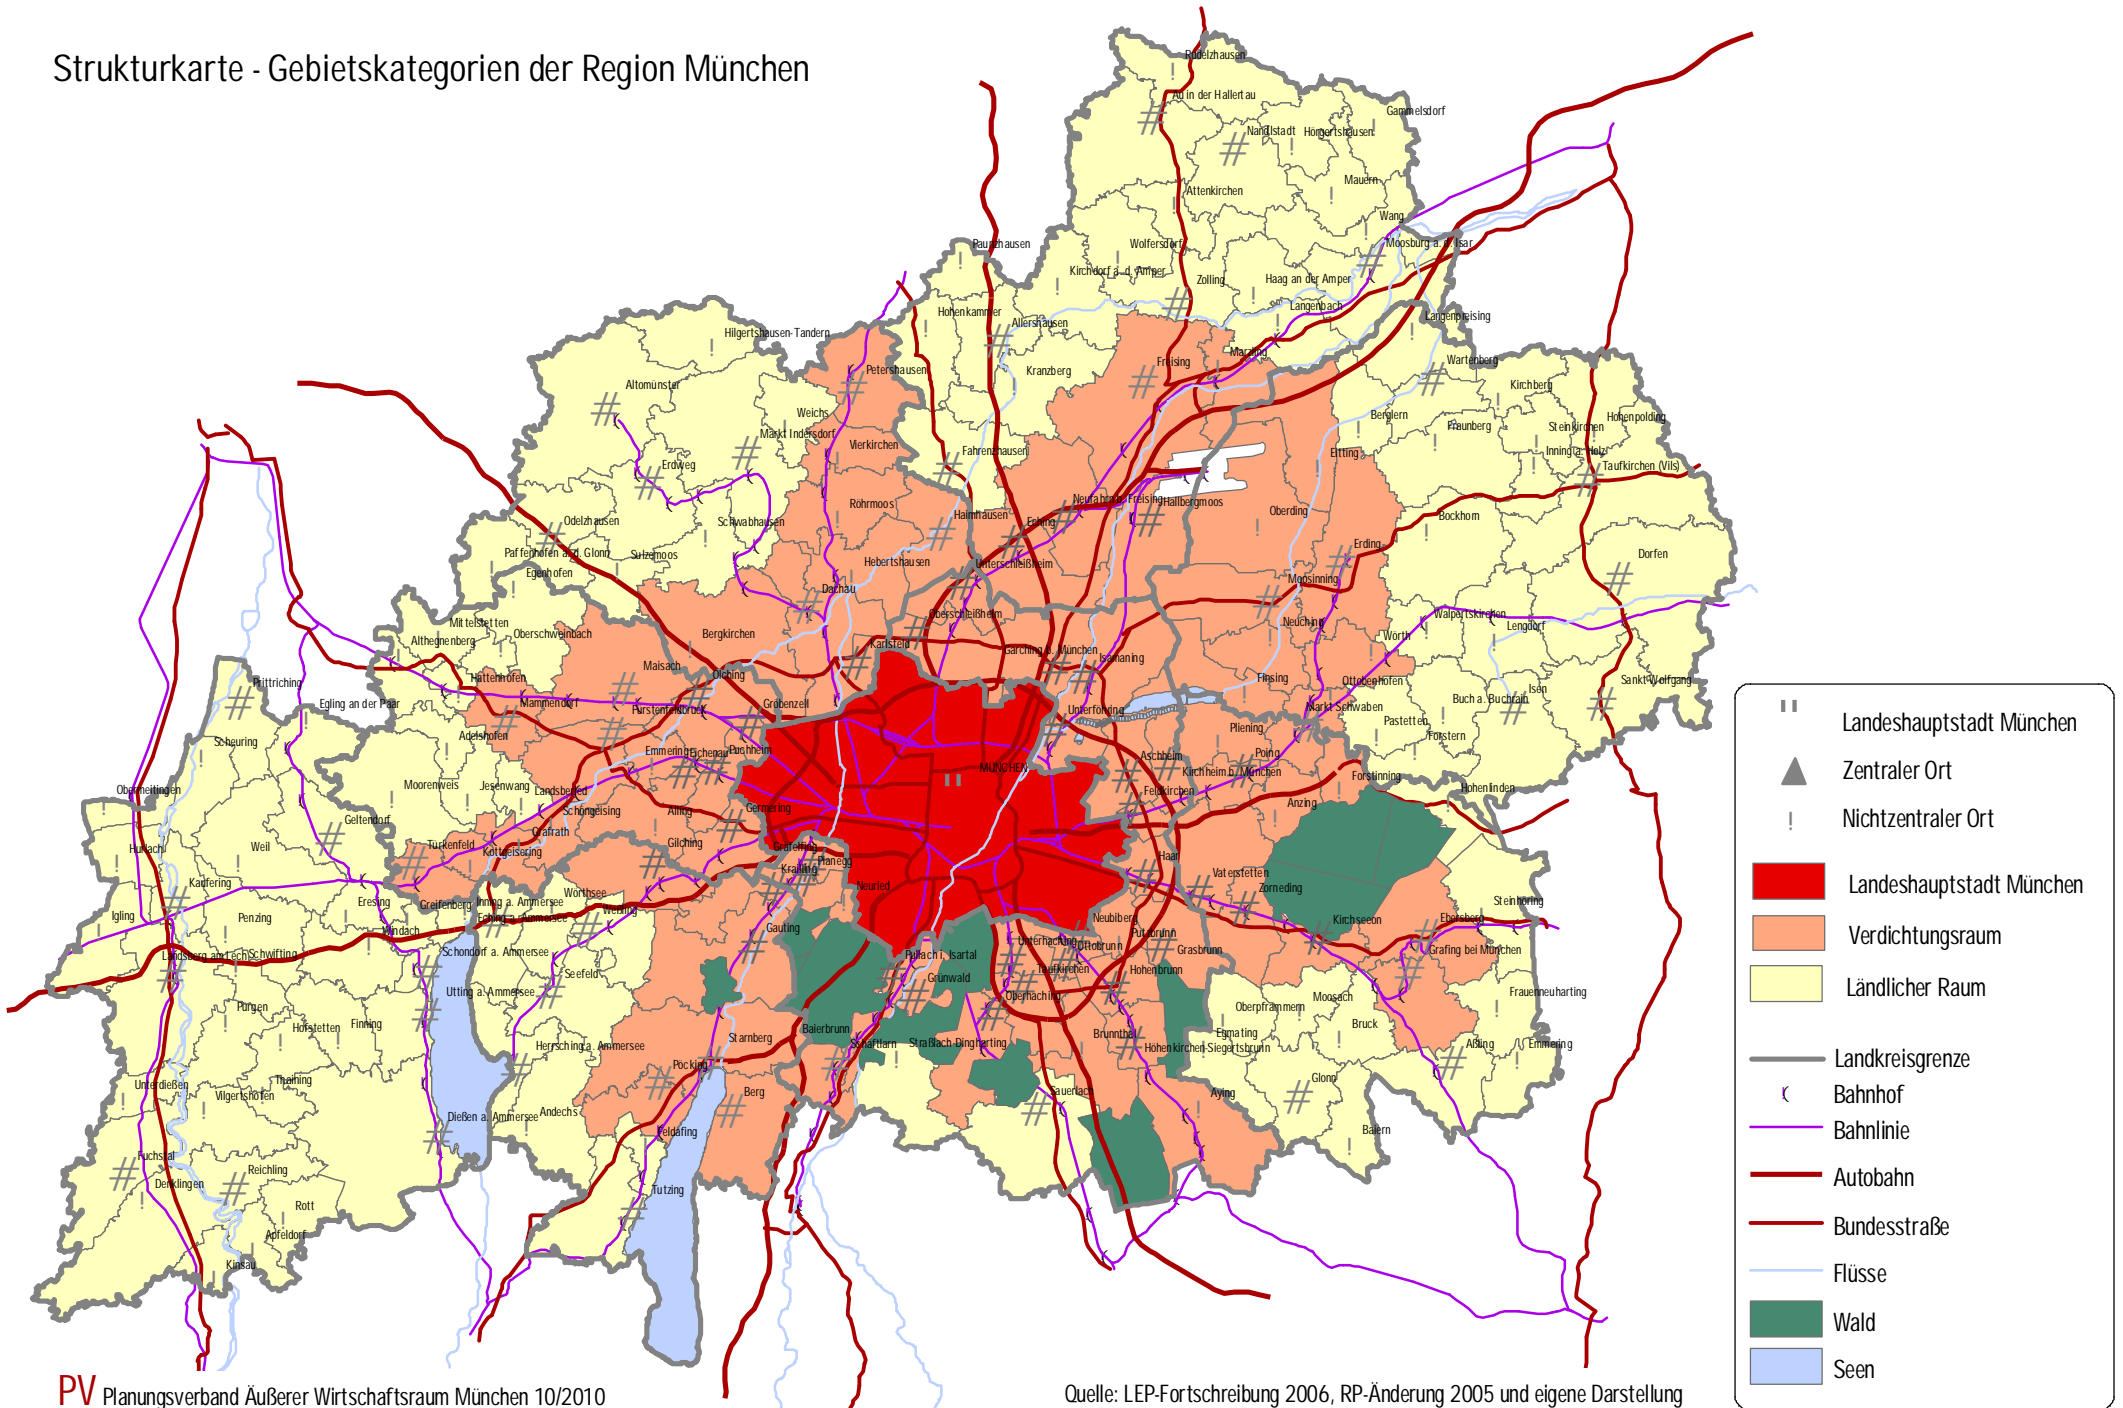 Strukturkarte - Gebietskategorien der Region München
Rudelzhausen
Au in der Hallertau
Gammelsdorf
Nandlstadt
Hörgertshausen
Mauern
Attenkirchen
Wang
Paunzhausen
Wolfersdorf
Moosburg a. d. Isar
Kirchdorf a. d. Amper
Zolling
Haag an der Amper
Langenbach
Hohenkammer
Allershausen
Langenpreising
Hilgertshausen-Tandern
Marzling
Wartenberg
Petershausen
Freising
Kranzberg
Altomünster
Kirchberg
Weichs
Berglern
Fraunberg
Steinkirchen
Hohenpolding
Markt Indersdorf
Vierkirchen
Fahrenzhausen
Eitting
Inning a. Holz
Erdweg
Taufkirchen (Vils)
Röhrmoos
Neufahrn b. Freising
Hallbergmoos
Haimhausen
Eching
Oberding
Bockhorn
Odelzhausen
Schwabhausen
Paffenhofen a. d. Glonn
Sulzemoos
Hebertshausen
Unterschleißheim
Erding
Dorfen
Egenhofen
Dachau
Moosinning
Oberschleißheim
Walpertskirchen
Mittelstetten
Oberschweinbach
Bergkirchen
Neuching
Lengdorf
Althegnenberg
Karlsfeld
Garching b. München
Isamaning
Wörth
Maisach
Olching
Hattenhofen
Finsing
Ottobenhofen
Sankt Wolfgang
Prittriching
Egling an der Paar
Mammendorf
Fürstenfeldbruck
Gröbenzell
Unterföhring
Markt Schwaben
Buch a. Buchrain
Isen
Pastetten
Adelshofen
Pliening
Forstern
Scheuring
Emmering
Eichenau
Puchheim
Aschheim
Poing
MÜNCHEN
Kirchheim b. München
Forstinning
Obermeitingen
Moorenweis
Jesenwang
Landsberied
Feldkirchen
Hohenlinden
Geltendorf
Schöngeising
Alling
Germering
Anzing
Hurlach
Weil
Grafrath
Türkenfeld
Kottgeisering
Gilching
Gräfelfing
Planegg
Krailling
Haar
Kaufering
Neuried
Vaterstetten
Zorneding
Igling
Penzing
Eresing
Greifenberg
Inning a. Ammersee
Wörthsee
Weßling
Steinhöring
Eching a. Ammersee
Windach
Gauting
Neubiberg
Kirchseeon
Ebersberg
Landsberg am Lech
Schwifting
Schondorf a. Ammersee
Pullach i. Isartal
Unterhaching
Ottobrunn
Putzbrunn
Grasbrunn
Grafing bei München
Seefeld
Grünwald
Taufkirchen
Hohenbrunn
Utting a. Ammersee
Oberhaching
Oberpframmern
Moosach
Frauenneuharting
Pürgen
Hofstetten
Finning
Baierbrunn
Starnberg
Egmating
Bruck
Brunnthal
Herrsching a. Ammersee
Schäftlarn
Straßlach-Dingharting
Höhenkirchen-Siegertsbrunn
Aßling
Emmering
Pöcking
Unterdießen
Thaining
Vilgertshofen
Berg
Sauerlach
Aying
Glonn
Dießen a. Ammersee
Andechs
Feldafing
Baiern
Fuchstal
Denklingen
Reichling
Tutzing
Rott
Apfeldorf
Kinsau
Landeshauptstadt München
Zentraler Ort
Nichtzentraler Ort
Landeshauptstadt München
Verdichtungsraum
Ländlicher Raum
Landkreisgrenze
Bahnhof
Bahnlinie
Autobahn
Bundesstraße
Flüsse
Wald
Seen
PV Planungsverband Äußerer Wirtschaftsraum München 10/2010
Quelle: LEP-Fortschreibung 2006, RP-Änderung 2005 und eigene Darstellung